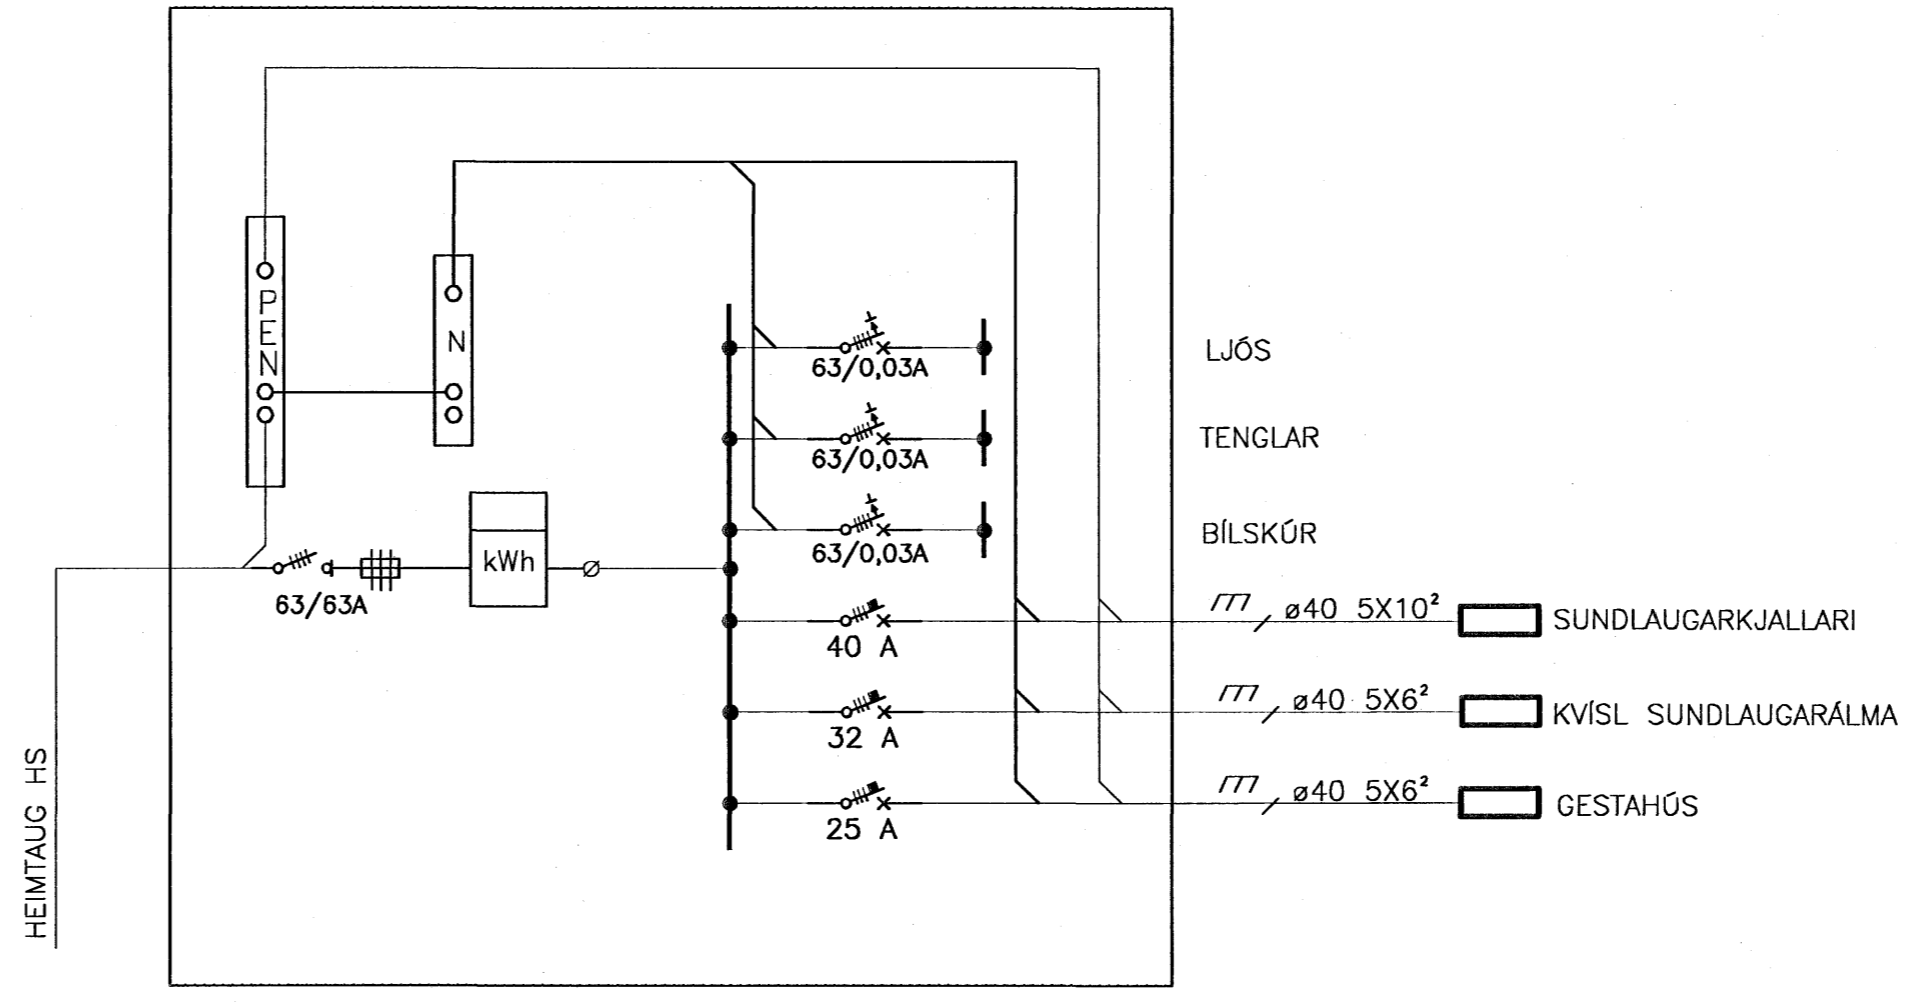 PEN
N
63/0,03A
LJÓS
63/0,03A
TENGLAR
63/0,03A
BÍLSKÚR
kWh
63/63A
40 A
ø40 5X10²
SUNDLAUGARKJALLARI
32 A
ø40 5X6²
KVÍSL SUNDLAUGARÁLMA
25 A
ø40 5X6²
GESTAHÚS
HEIMTAUG HS